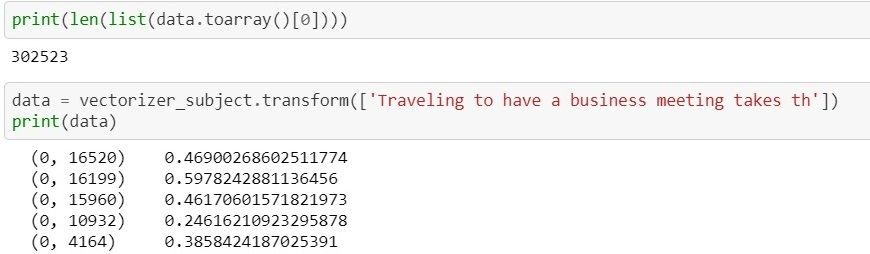 print(len(list(data.toarray()[0])))
302523
data = vectorizer_subject.transform(['Traveling to have a business meeting takes th'])
print(data)
(0, 16520)    0.46900268602511774
(0, 16199)    0.5978242881136456
(0, 15960)    0.46170601571821973
(0, 10932)    0.24616210923295878
(0, 4164)     0.3858424187025391